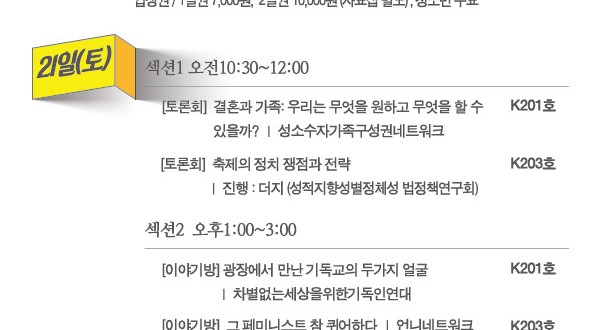 입장권 / 1일권 7,000원, 2일권 10,000원 (자료집 별도) , 청소년 무료
21일(토)
섹션1 오전10:30~12:00
[토론회] 결혼과 가족: 우리는 무엇을 원하고 무엇을 할 수 K201호
있을까? | 성소수자가족구성권네트워크
[토론회] 축제의 정치 쟁점과 전략 K203호
| 진행 : 더지 (성적지향성별정체성 법정책연구회)
섹션2 오후1:00~3:00
[이야기방] 광장에서 만난 기독교의 두가지 얼굴 K201호
| 차별없는세상을위한기독인연대
[이야기방] 그 페미니스트 참 퀴어하다 | 언니네트워크 K203호